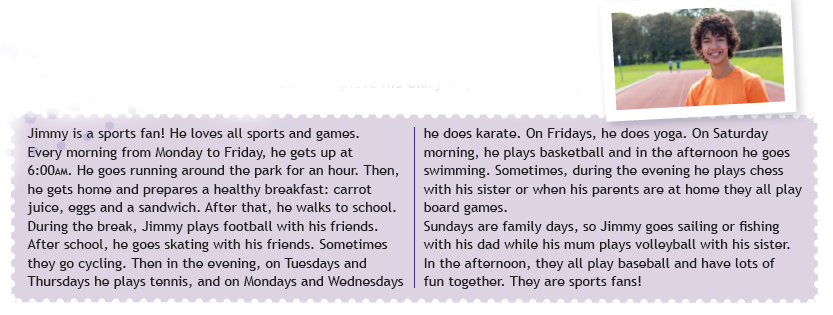 Jimmy is a sports fan! He loves all sports and games.
Every morning from Monday to Friday, he gets up at
6:00AM. He goes running around the park for an hour. Then,
he gets home and prepares a healthy breakfast: carrot
juice, eggs and a sandwich. After that, he walks to school.
During the break, Jimmy plays football with his friends.
After school, he goes skating with his friends. Sometimes
they go cycling. Then in the evening, on Tuesdays and
Thursdays he plays tennis, and on Mondays and Wednesdays
he does karate. On Fridays, he does yoga. On Saturday
morning, he plays basketball and in the afternoon he goes
swimming. Sometimes, during the evening he plays chess
with his sister or when his parents are at home they all play
board games.
Sundays are family days, so Jimmy goes sailing or fishing
with his dad while his mum plays volleyball with his sister.
In the afternoon, they all play baseball and have lots of
fun together. They are sports fans!